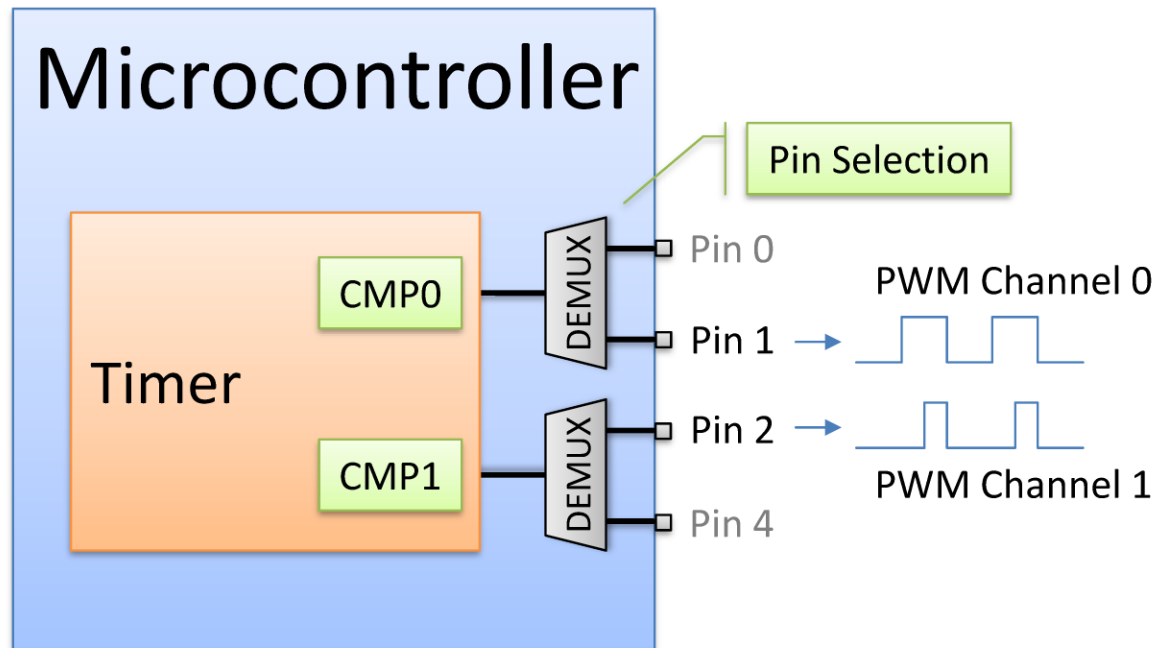 Microcontroller
Pin Selection
Timer
CMP0
DEMUX
Pin 0
Pin 1
PWM Channel 0
CMP1
DEMUX
Pin 2
Pin 4
PWM Channel 1